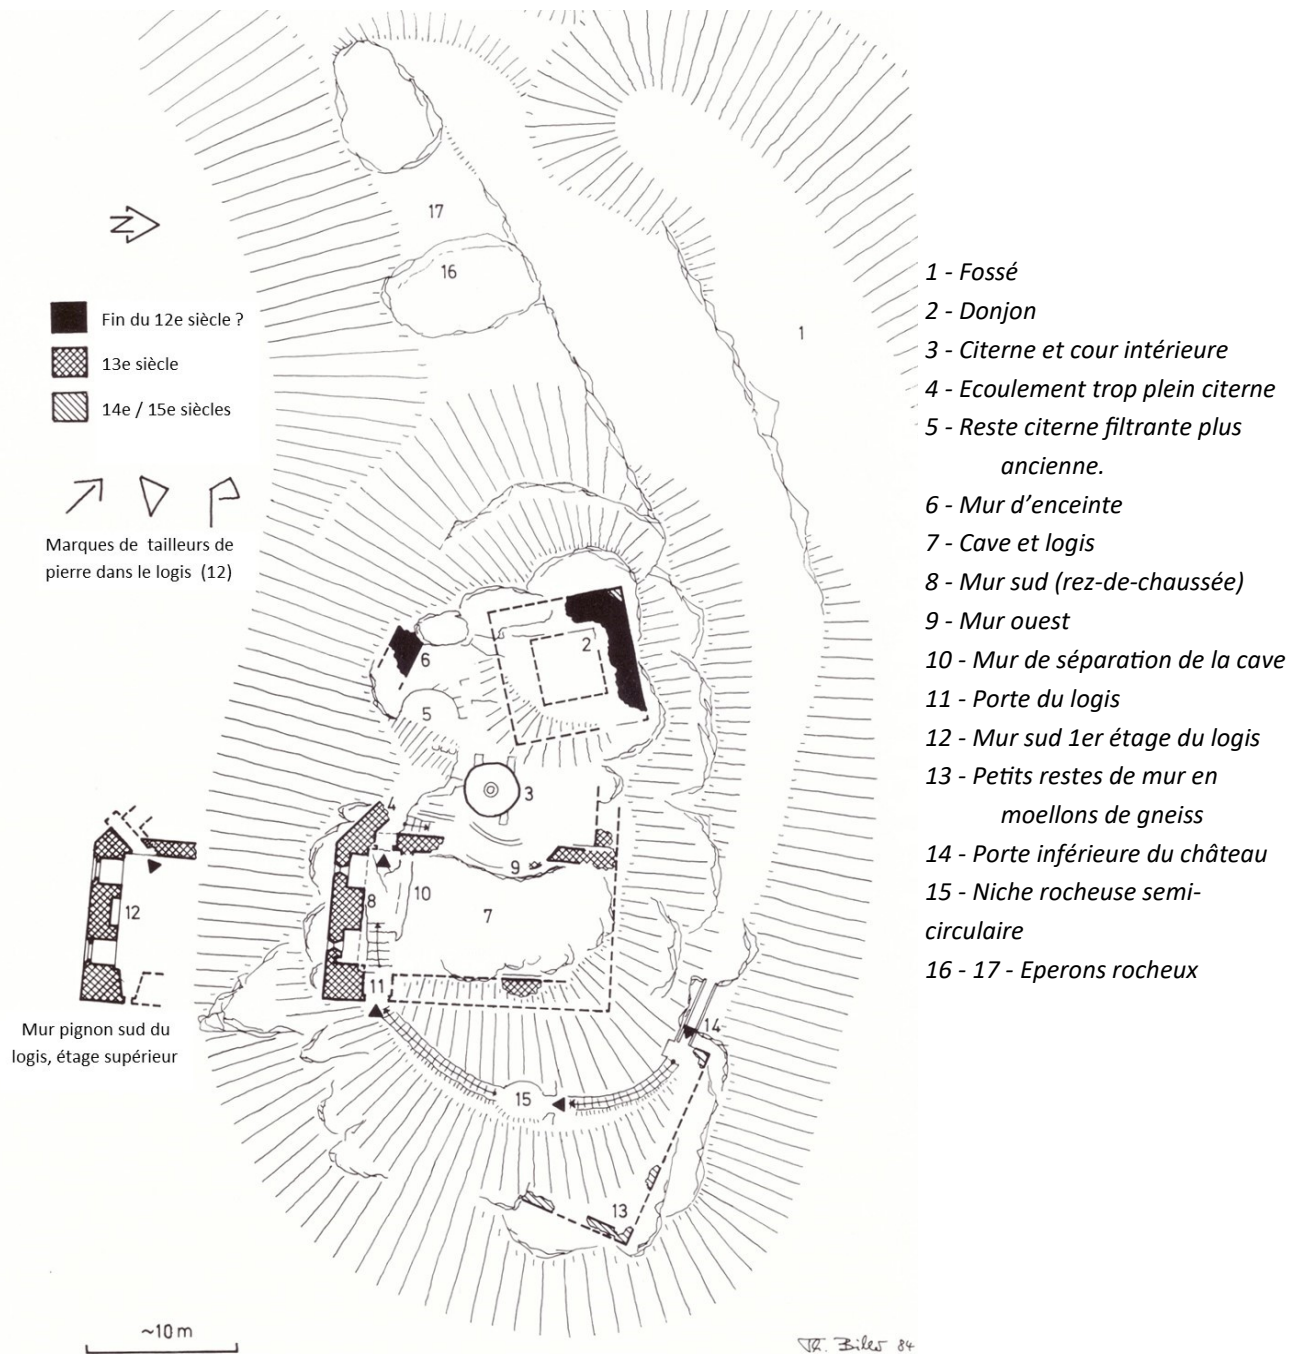 17
16
1
N
Fin du 12e siècle ?
13e siècle
14e / 15e siècles
Marques de tailleurs de
pierre dans le logis (12)
2
6
5
3
4
9
10
8
7
12
11
14
15
13
Mur pignon sud du
logis, étage supérieur
~10 m
Th. Biller 84
1 - Fossé
2 - Donjon
3 - Citerne et cour intérieure
4 - Ecoulement trop plein citerne
5 - Reste citerne filtrante plus
ancienne.
6 - Mur d’enceinte
7 - Cave et logis
8 - Mur sud (rez-de-chaussée)
9 - Mur ouest
10 - Mur de séparation de la cave
11 - Porte du logis
12 - Mur sud 1er étage du logis
13 - Petits restes de mur en
moellons de gneiss
14 - Porte inférieure du château
15 - Niche rocheuse semi-
circulaire
16 - 17 - Eperons rocheux